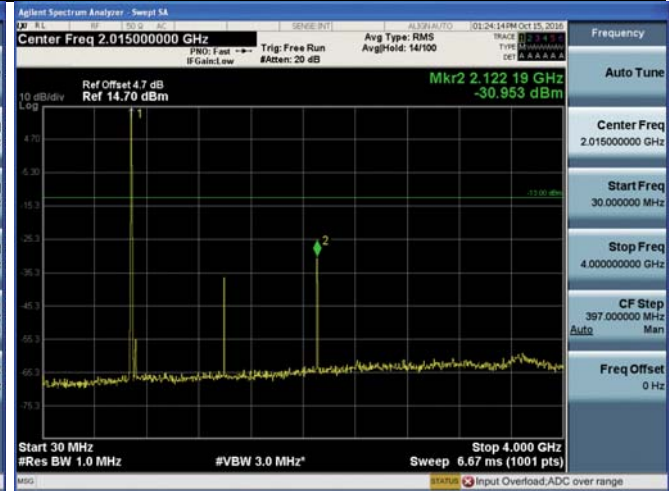 Agilent Spectrum Analyzer - Swept SA
RL RF 50 Ω AC SENSE:INT ALIGN AUTO 01:24:14 PM Oct 15, 2016
Center Freq 2.015000000 GHz
PNO: Fast
IFGain:Low
Trig: Free Run
#Atten: 20 dB
Avg Type: RMS
Avg|Hold: 14/100
TRACE 1 2 3 4 5 6
TYPE M
DET A A A A A A
Frequency
Mkr2 2.122 19 GHz
-30.953 dBm
Ref Offset 4.7 dB
10 dB/div Ref 14.70 dBm
Log
1
4.70
-5.30
-13.00 dBm
-15.3
-25.3
2
-35.3
-45.3
-55.3
-65.3
-75.3
Auto Tune
Center Freq
2.015000000 GHz
Start Freq
30.000000 MHz
Stop Freq
4.000000000 GHz
CF Step
397.000000 MHz
Auto Man
Freq Offset
0 Hz
Start 30 MHz Stop 4.000 GHz
#Res BW 1.0 MHz #VBW 3.0 MHz* Sweep 6.67 ms (1001 pts)
MSG STATUS Input Overload;ADC over range